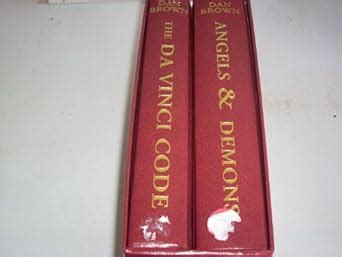 DAN BROWN
THE DA VINCI CODE
DAN BROWN
ANGELS & DEMONS